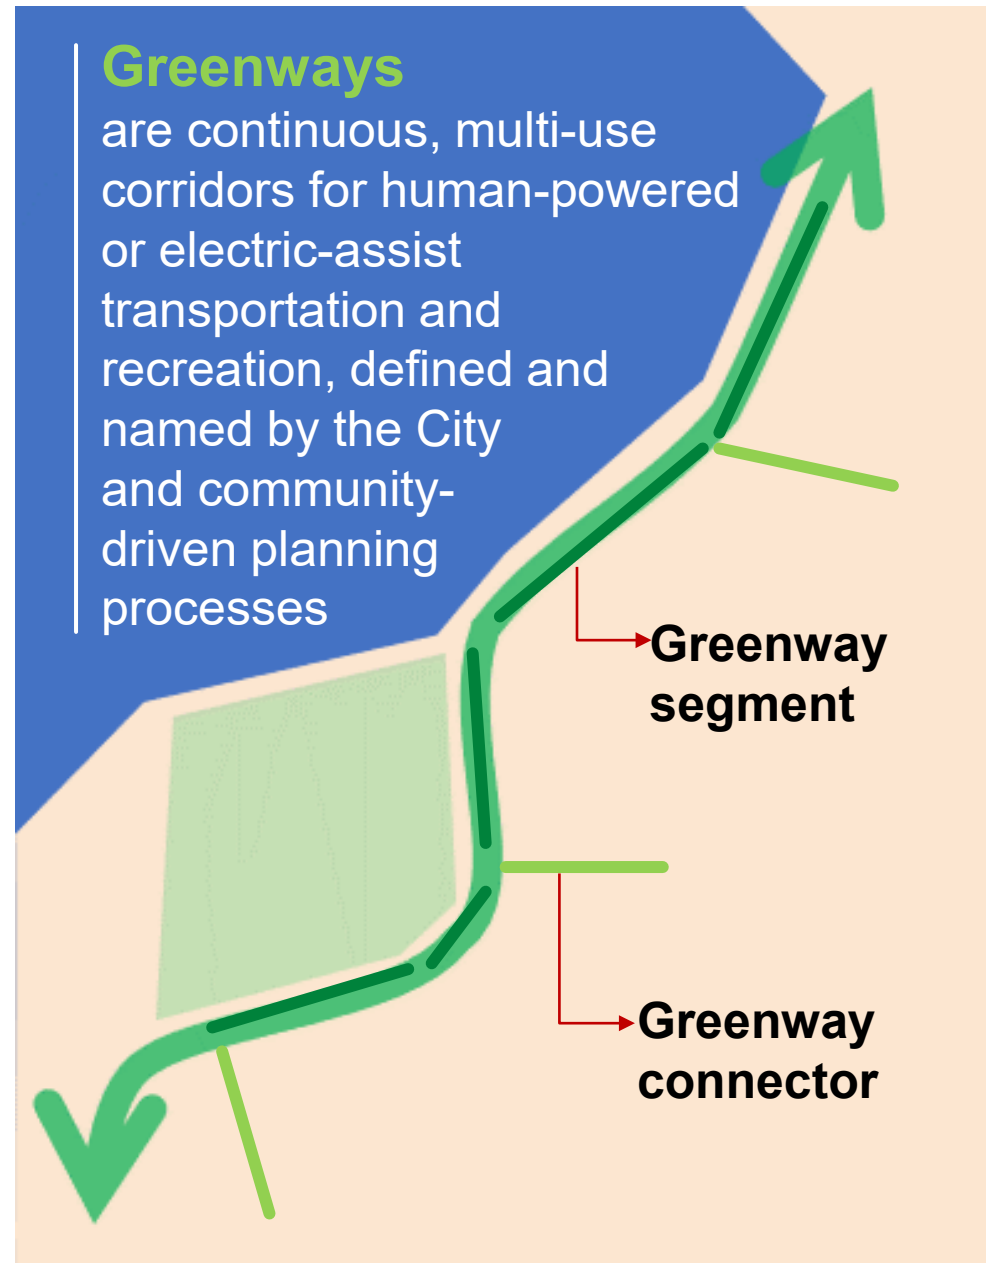 Greenways
are continuous, multi-use
corridors for human-powered
or electric-assist
transportation and
recreation, defined and
named by the City
and community-
driven planning
processes
Greenway
segment
Greenway
connector